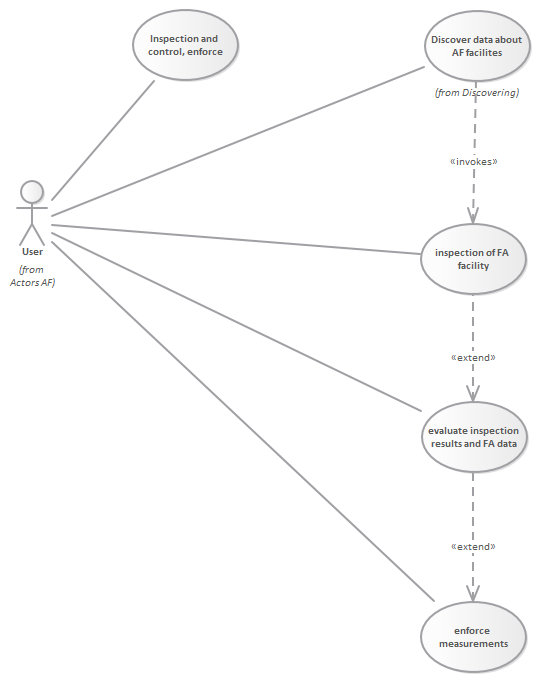 Inspection and
control, enforce
Discover data about
AF facilites
(from Discovering)
«invokes»
User
(from
Actors AF)
inspection of FA
facility
«extend»
evaluate inspection
results and FA data
«extend»
enforce
measurements